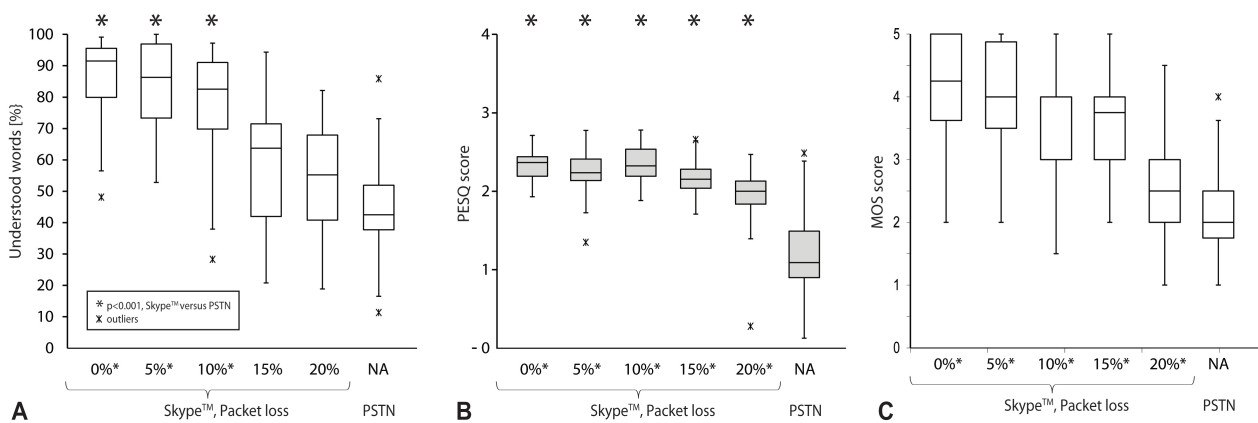 * * *
100
90
80
70
60
50
40
30
20
10
0
Understood words [%}
* p<0.001, Skype™ versus PSTN
x outliers
0%* 5%* 10%* 15% 20% NA
Skype™, Packet loss PSTN
A
* * * * *
4
3
2
1
- 0
PESQ score
0%* 5%* 10%* 15%* 20%* NA
Skype™, Packet loss PSTN
B
5
4
3
2
1
0
MOS score
0%* 5%* 10%* 15%* 20%* NA
Skype™, Packet loss PSTN
C